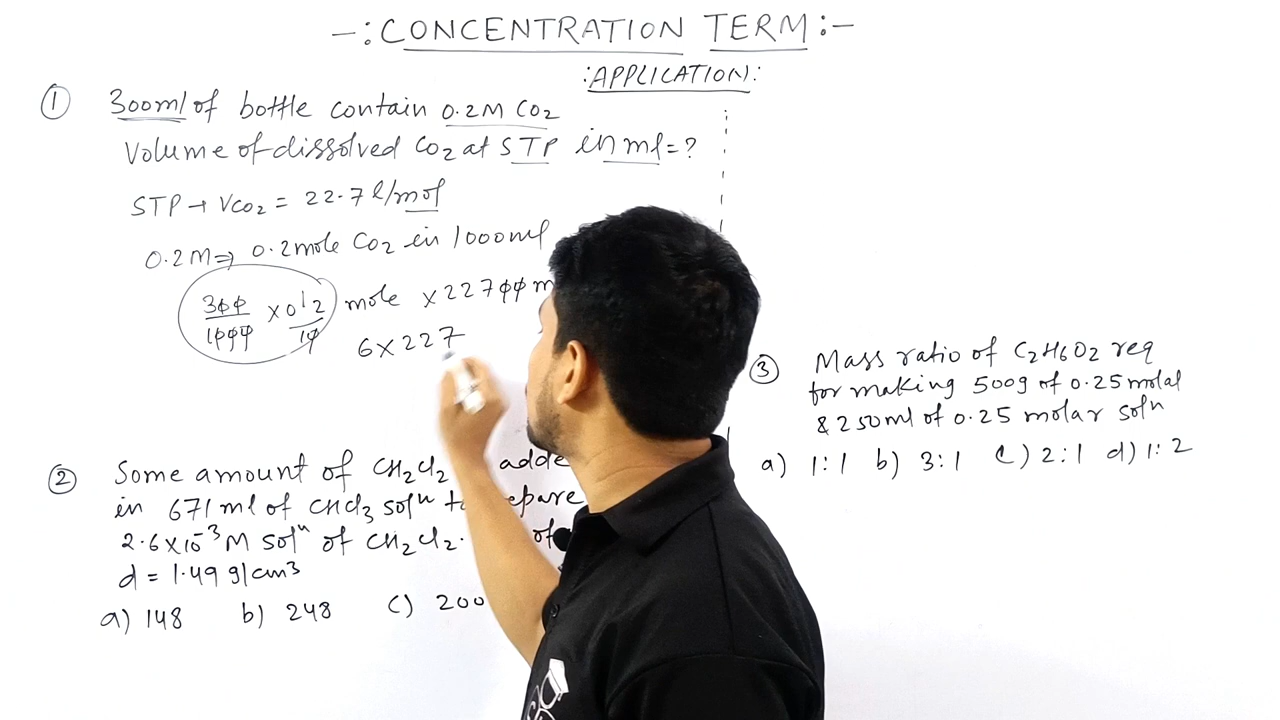 -: CONCENTRATION TERM :-
: APPLICATION :
① 300ml of bottle contain 0.2M CO2
Volume of dissolved CO2 at STP in ml = ?
STP → VCO2 = 22.7 l/mol
0.2M ⇒ 0.2 mole CO2 in 1000ml
300/1000 × 0.2/10 mole × 22700 m
6 × 227
② Some amount of CH2Cl2 adde
in 671 ml of CHCl3 solⁿ to epare
2.6×10⁻³ M solⁿ of CH2Cl2. of
d = 1.49 g/cm3
a) 148 b) 248 c) 200
③ Mass ratio of C2H6O2 req
for making 500g of 0.25 molal
& 250ml of 0.25 molar solⁿ
a) 1:1 b) 3:1 c) 2:1 d) 1:2